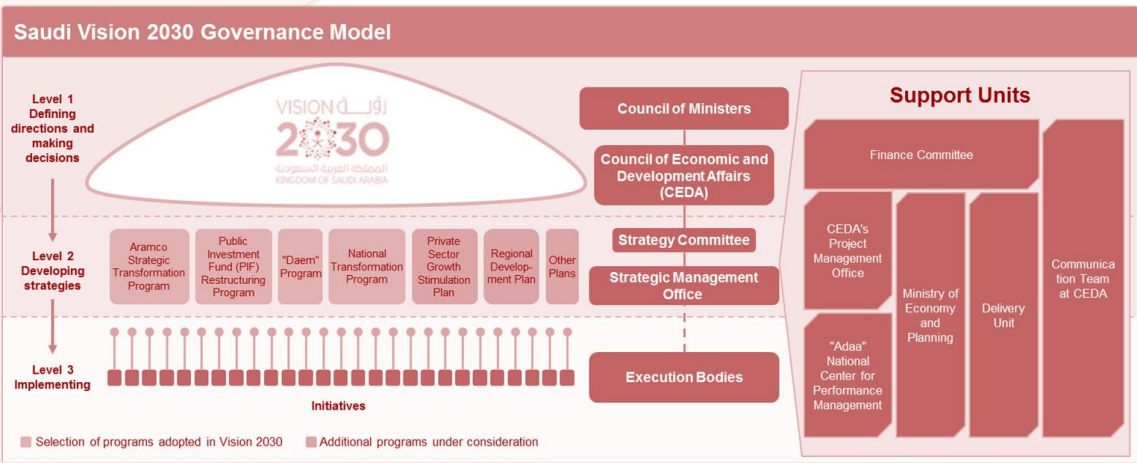 Saudi Vision 2030 Governance Model
Level 1
Defining
directions and
making
decisions
VISION رؤيـة
2030
المملكة العربية السعودية
KINGDOM OF SAUDI ARABIA
Council of Ministers
Council of Economic and
Development Affairs
(CEDA)
Level 2
Developing
strategies
Aramco
Strategic
Transformation
Program
Public
Investment
Fund (PIF)
Restructuring
Program
"Daem"
Program
National
Transformation
Program
Private
Sector
Growth
Stimulation
Plan
Regional
Develop-
ment Plan
Other
Plans
Strategy Committee
Strategic Management
Office
Level 3
Implementing
Initiatives
Execution Bodies
Selection of programs adopted in Vision 2030
Additional programs under consideration
Support Units
Finance Committee
CEDA's
Project
Management
Office
"Adaa"
National
Center for
Performance
Management
Ministry of
Economy
and
Planning
Delivery
Unit
Communica
tion Team
at CEDA